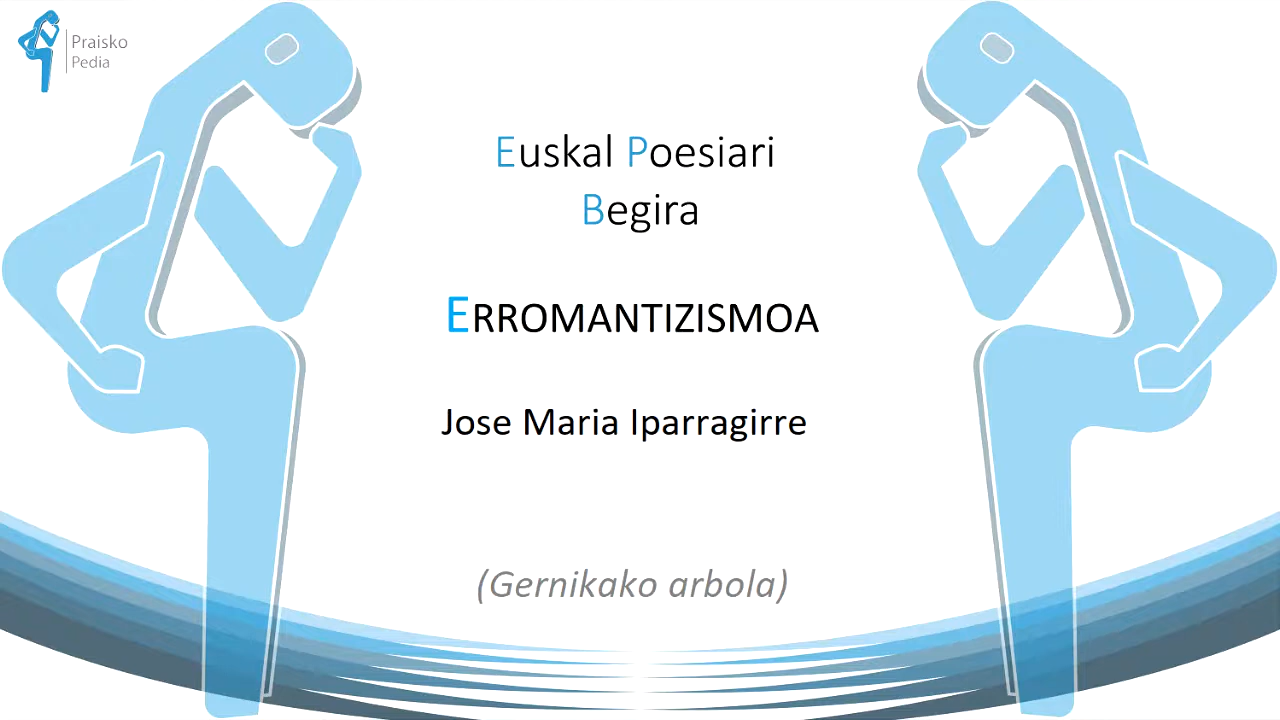 Praisko
Pedia
Euskal Poesiari
Begira
ERROMANTIZISMOA
Jose Maria Iparragirre
(Gernikako arbola)